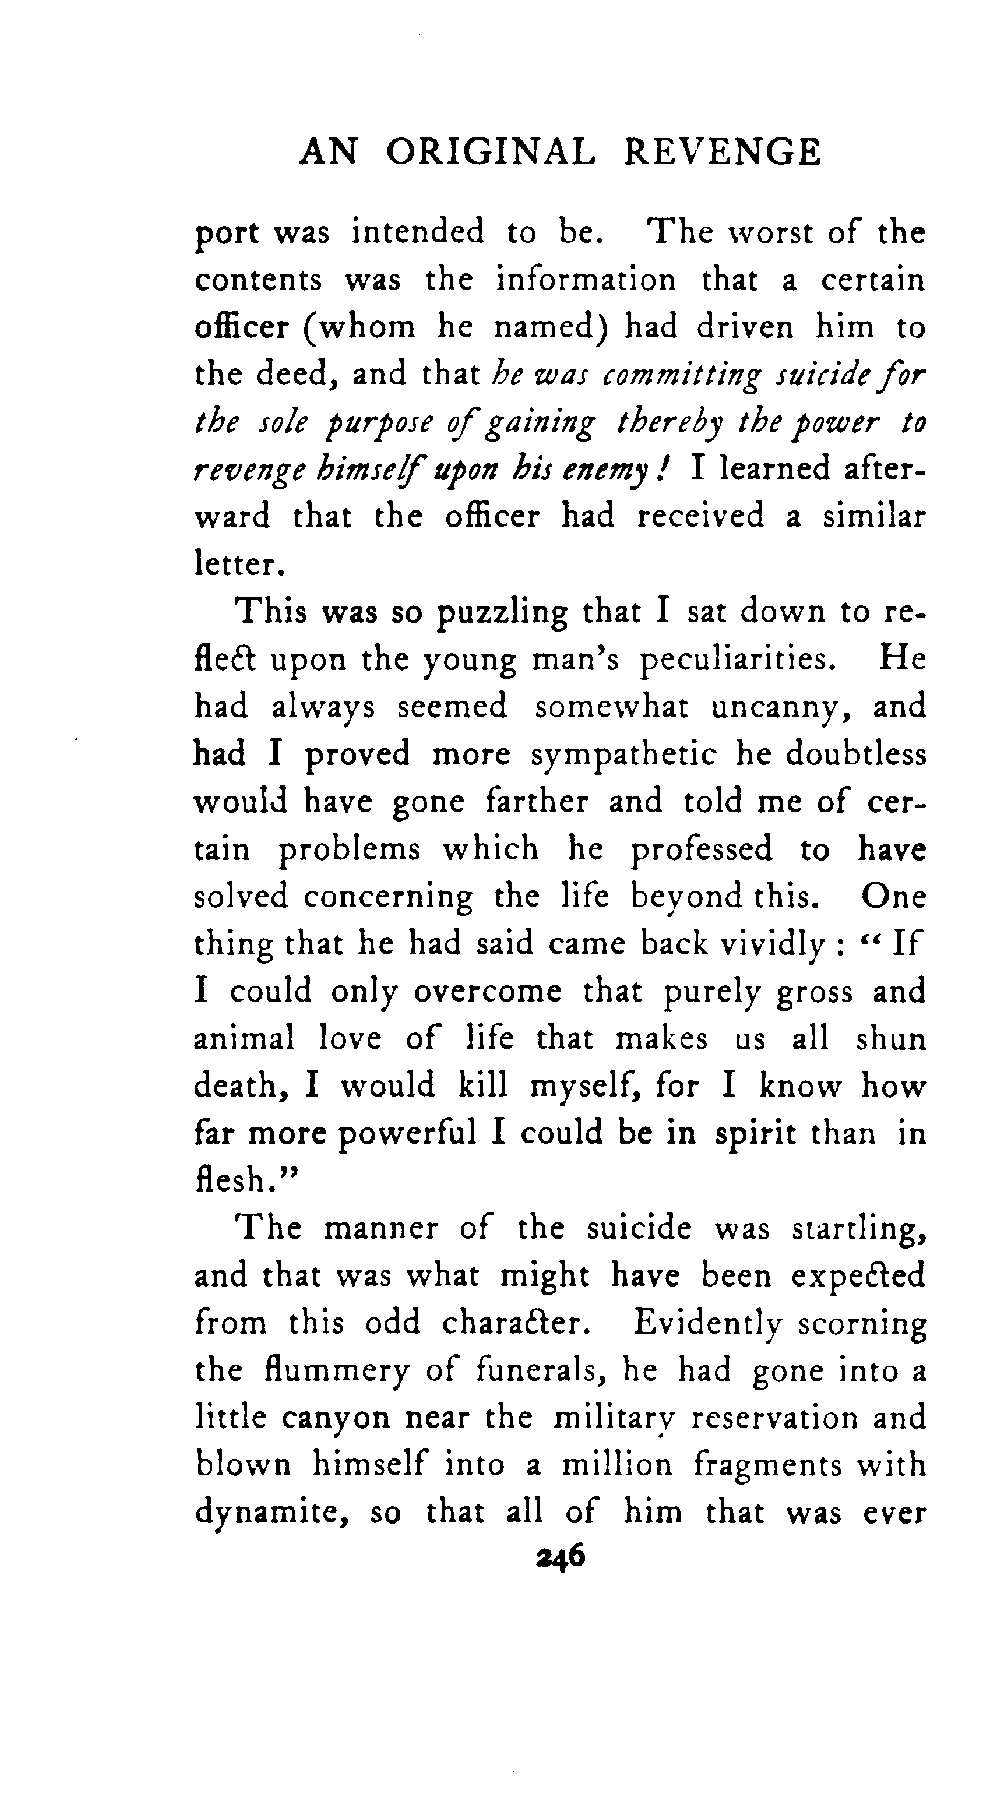 AN ORIGINAL REVENGE
port was intended to be. The worst of the
contents was the information that a certain
officer (whom he named) had driven him to
the deed, and that he was committing suicide for
the sole purpose of gaining thereby the power to
revenge himself upon his enemy! I learned after-
ward that the officer had received a similar
letter.
This was so puzzling that I sat down to re-
flect upon the young man's peculiarities. He
had always seemed somewhat uncanny, and
had I proved more sympathetic he doubtless
would have gone farther and told me of cer-
tain problems which he professed to have
solved concerning the life beyond this. One
thing that he had said came back vividly: “If
I could only overcome that purely gross and
animal love of life that makes us all shun
death, I would kill myself, for I know how
far more powerful I could be in spirit than in
flesh.”
The manner of the suicide was startling,
and that was what might have been expected
from this odd character. Evidently scorning
the flummery of funerals, he had gone into a
little canyon near the military reservation and
blown himself into a million fragments with
dynamite, so that all of him that was ever
246